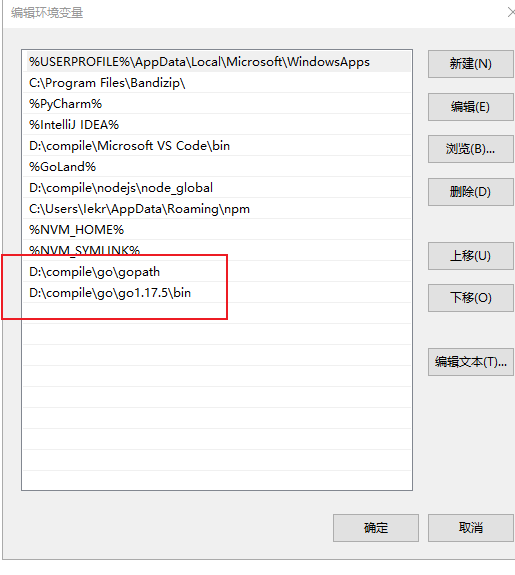 编辑环境变量
%USERPROFILE%\AppData\Local\Microsoft\WindowsApps
C:\Program Files\Bandizip\
%PyCharm%
%IntelliJ IDEA%
D:\compile\Microsoft VS Code\bin
%GoLand%
D:\compile\nodejs\node_global
C:\Users\lekr\AppData\Roaming\npm
%NVM_HOME%
%NVM_SYMLINK%
D:\compile\go\gopath
D:\compile\go\go1.17.5\bin
新建(N)
编辑(E)
浏览(B)...
删除(D)
上移(U)
下移(O)
编辑文本(T)...
确定
取消